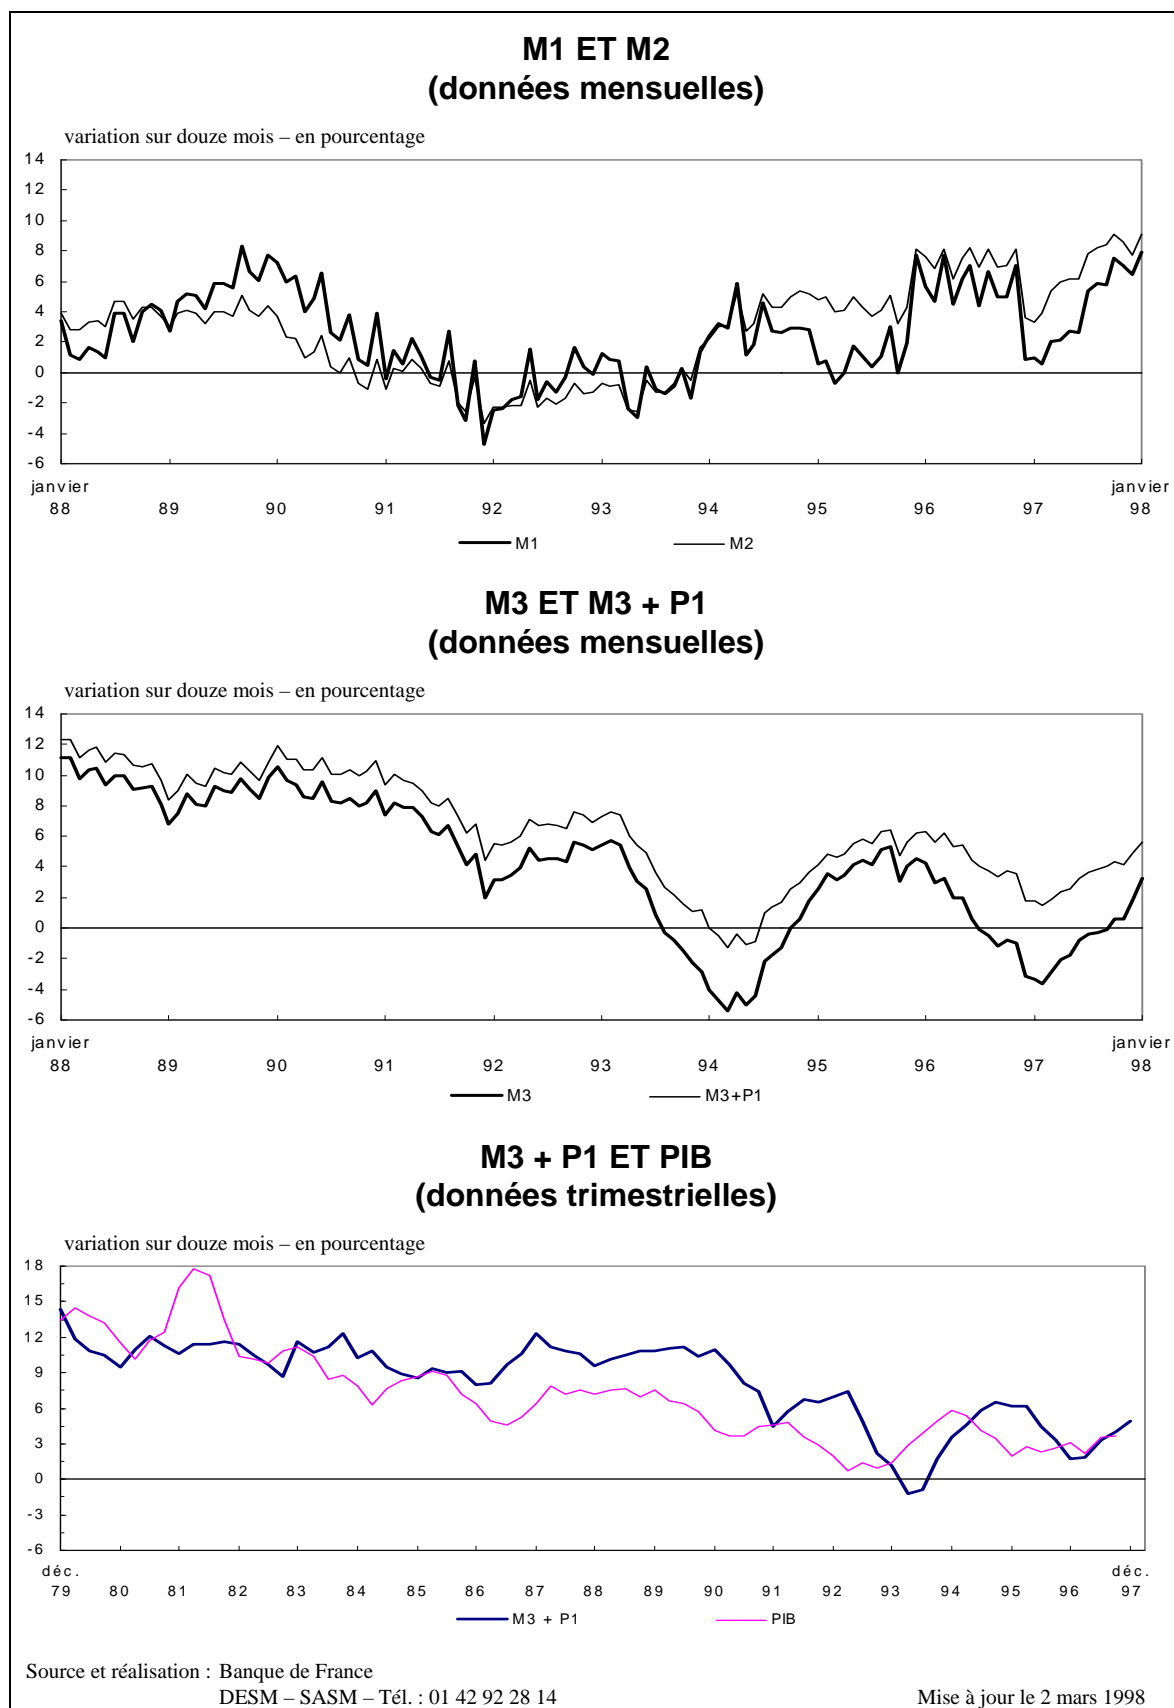 M1 ET M2
(données mensuelles)
variation sur douze mois – en pourcentage
14
12
10
8
6
4
2
0
-2
-4
-6
janvier janvier
88 89 90 91 92 93 94 95 96 97 98
M1 M2
M3 ET M3 + P1
(données mensuelles)
variation sur douze mois – en pourcentage
14
12
10
8
6
4
2
0
-2
-4
-6
janvier janvier
88 89 90 91 92 93 94 95 96 97 98
M3 M3+P1
M3 + P1 ET PIB
(données trimestrielles)
variation sur douze mois – en pourcentage
18
15
12
9
6
3
0
-3
-6
déc. déc.
79 80 81 82 83 84 85 86 87 88 89 90 91 92 93 94 95 96 97
M3 + P1 PIB
Source et réalisation : Banque de France
DESM – SASM – Tél. : 01 42 92 28 14 Mise à jour le 2 mars 1998